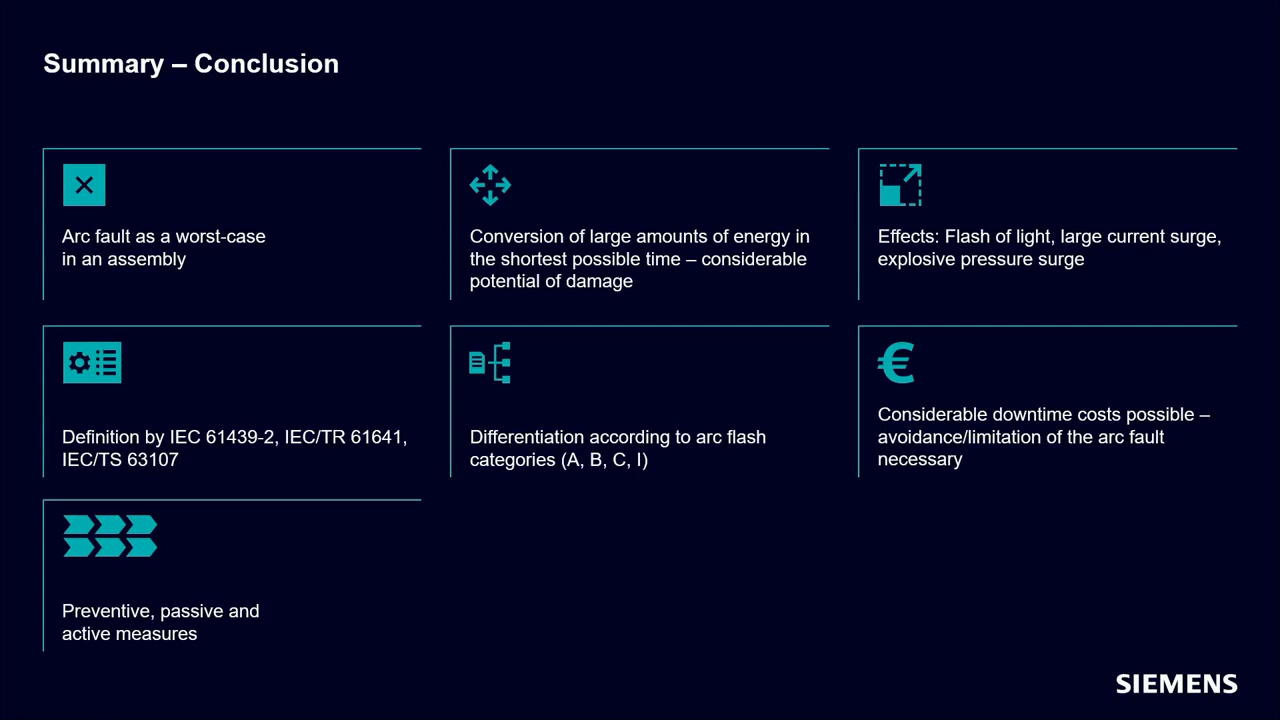 Summary – Conclusion
Arc fault as a worst-case
in an assembly
Conversion of large amounts of energy in
the shortest possible time – considerable
potential of damage
Effects: Flash of light, large current surge,
explosive pressure surge
Definition by IEC 61439-2, IEC/TR 61641,
IEC/TS 63107
Differentiation according to arc flash
categories (A, B, C, I)
€
Considerable downtime costs possible –
avoidance/limitation of the arc fault
necessary
Preventive, passive and
active measures
SIEMENS